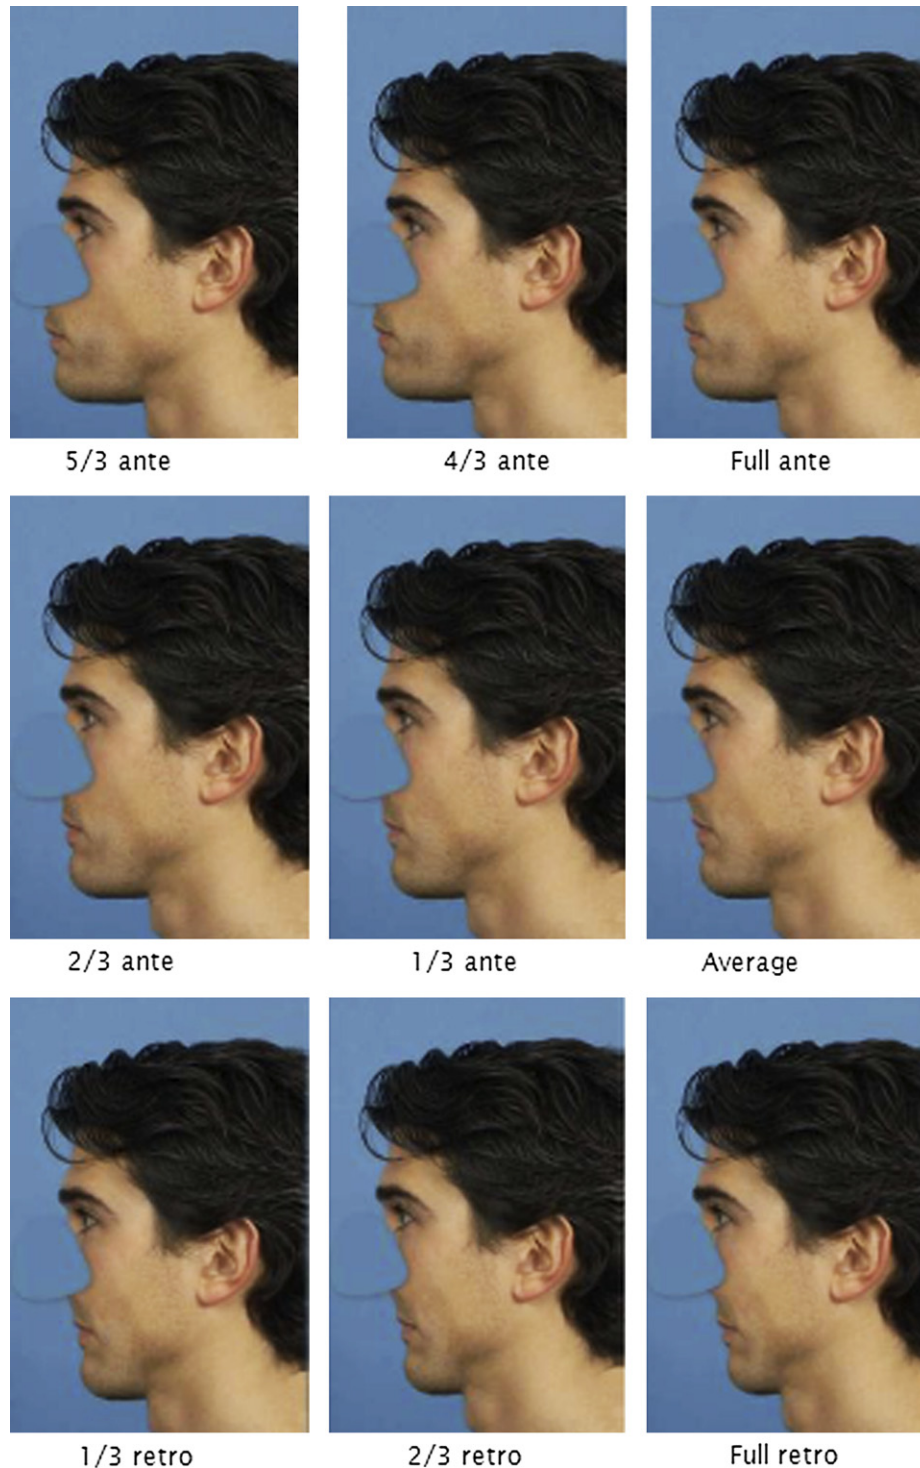 5/3 ante
4/3 ante
Full ante
2/3 ante
1/3 ante
Average
1/3 retro
2/3 retro
Full retro